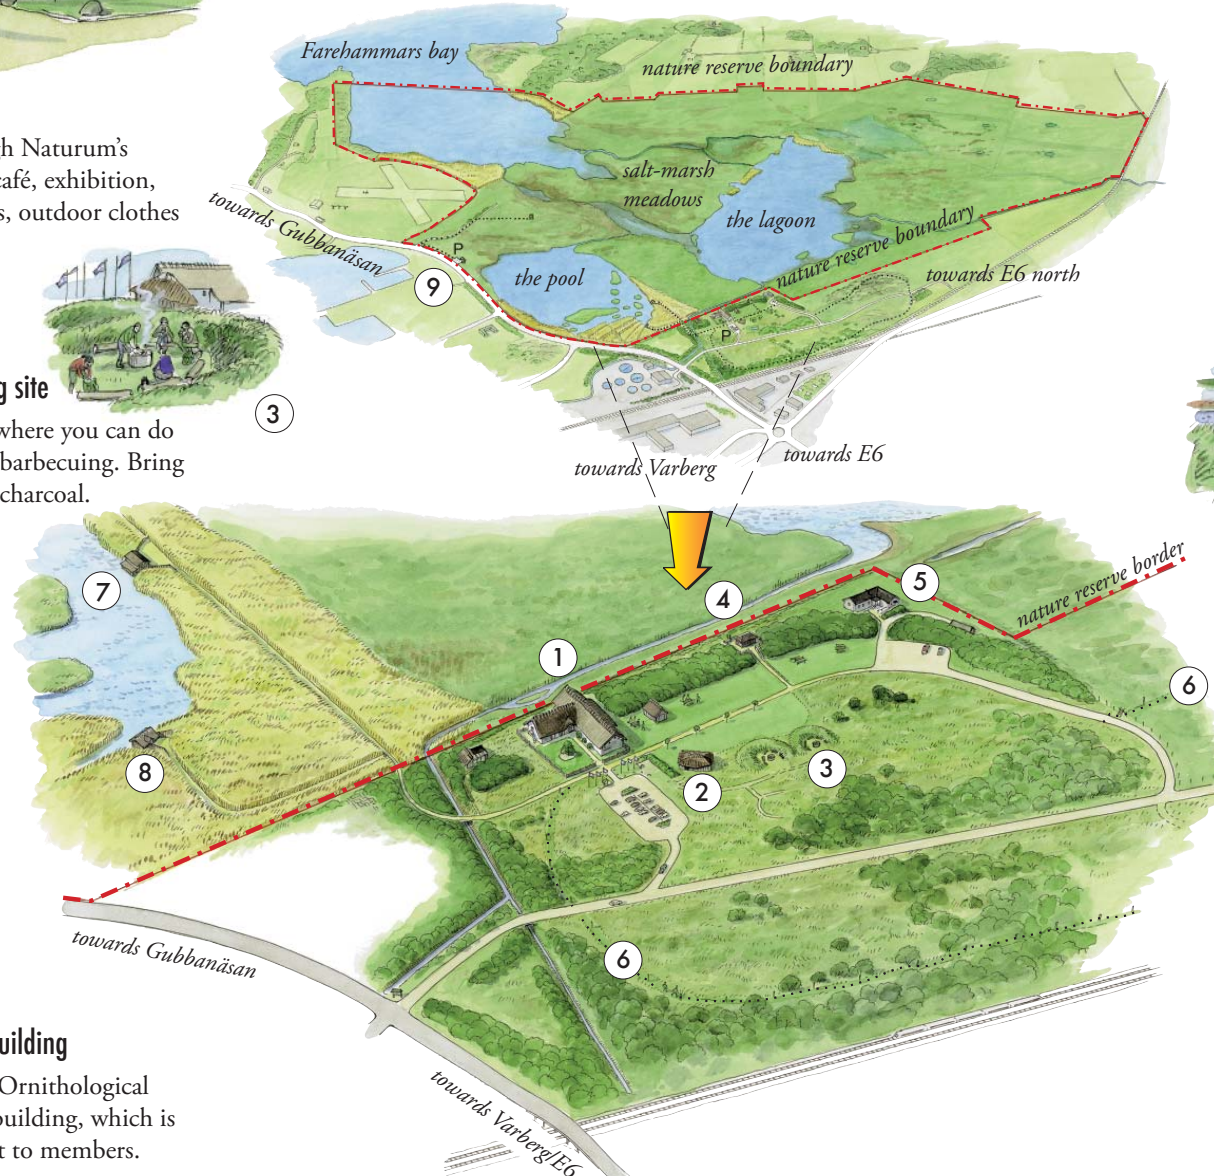 Farehammars bay
nature reserve boundary
Naturum's
café, exhibition,
outdoor clothes
towards Gubbanäsan
salt-marsh
meadows
the lagoon
nature reserve boundary
P
the pool
9
towards E6 north
P
site
3
where you can do
barbecuing. Bring
charcoal.
towards Varberg
towards E6
7
4
5
nature reserve border
1
6
8
2
3
towards Gubbanäsan
6
Ornithological
building, which is
to members.
towards Varberg/E6